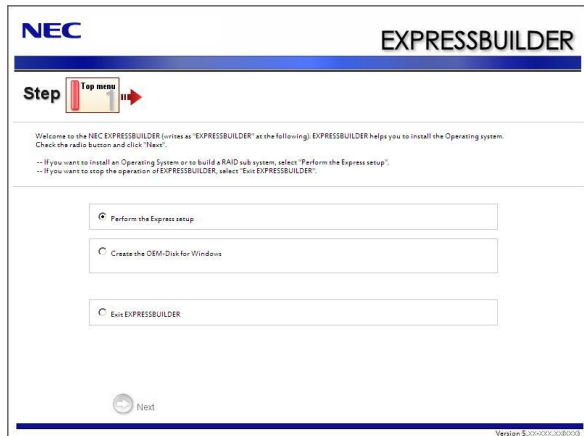 NEC
EXPRESSBUILDER
Step
Top menu
1
Welcome to the NEC EXPRESSBUILDER (writes as "EXPRESSBUILDER" at the following). EXPRESSBUILDER helps you to install the Operating system.
Check the radio button and click "Next".
-- If you want to install an Operating System or to build a RAID sub system, select "Perform the Express setup".
-- If you want to stop the operation of EXPRESSBUILDER, select "Exit EXPRESSBUILDER".
Perform the Express setup
Create the OEM-Disk for Windows
Exit EXPRESSBUILDER
Next
Version 5.